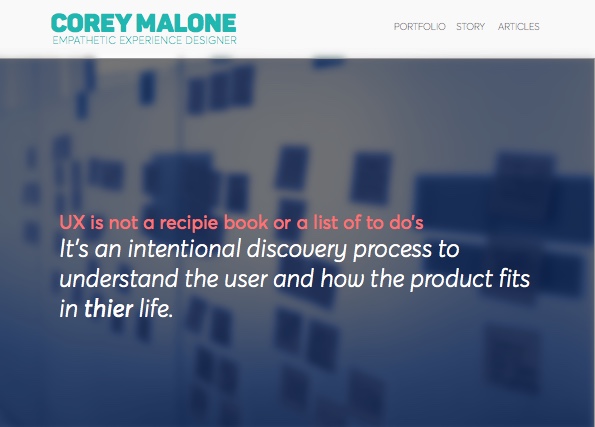 COREY MALONE
EMPATHETIC EXPERIENCE DESIGNER
PORTFOLIO STORY ARTICLES
UX is not a recipie book or a list of to do's
It's an intentional discovery process to
understand the user and how the product fits
in thier life.